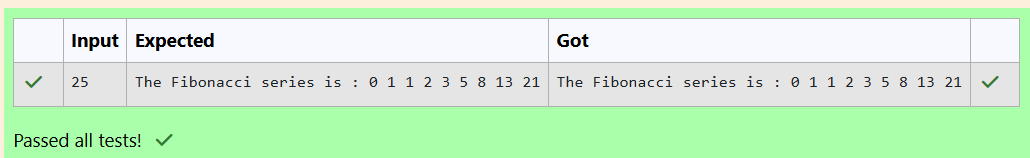 Input Expected Got
25 The Fibonacci series is : 0 1 1 2 3 5 8 13 21 The Fibonacci series is : 0 1 1 2 3 5 8 13 21
Passed all tests!